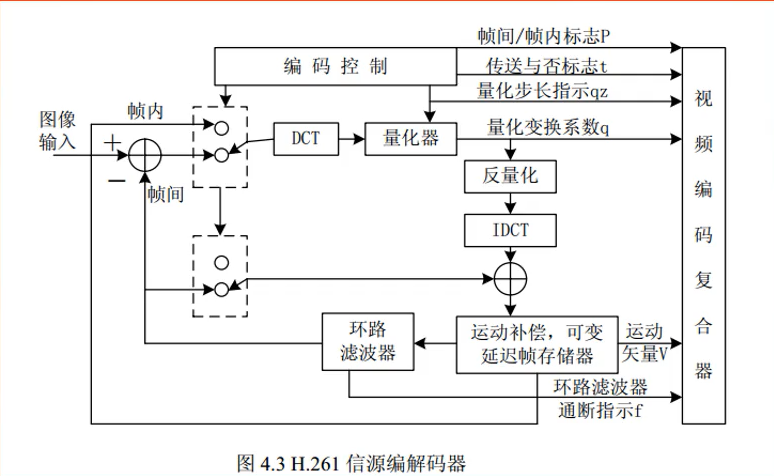 帧间/帧内标志P
编 码 控 制
传送与否标志t
量化步长指示qz
图像
输入
帧内
+
−
帧间
DCT
量化器
量化变换系数q
反量化
IDCT
环路
滤波器
运动补偿，可变
延迟帧存储器
运动
矢量V
环路滤波器
通断指示f
视
频
编
码
复
合
器
图 4.3 H.261 信源编解码器